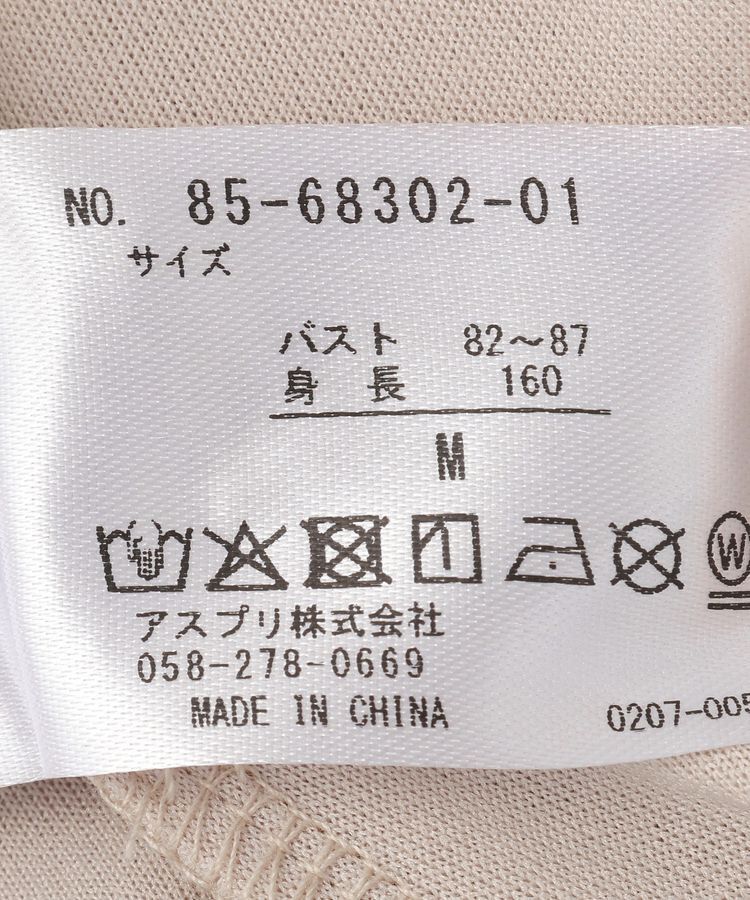 NO. 85-68302-01
サイズ
バスト 82～87
身長 160
M
W
アスプリ株式会社
058-278-0669
MADE IN CHINA
0207-005